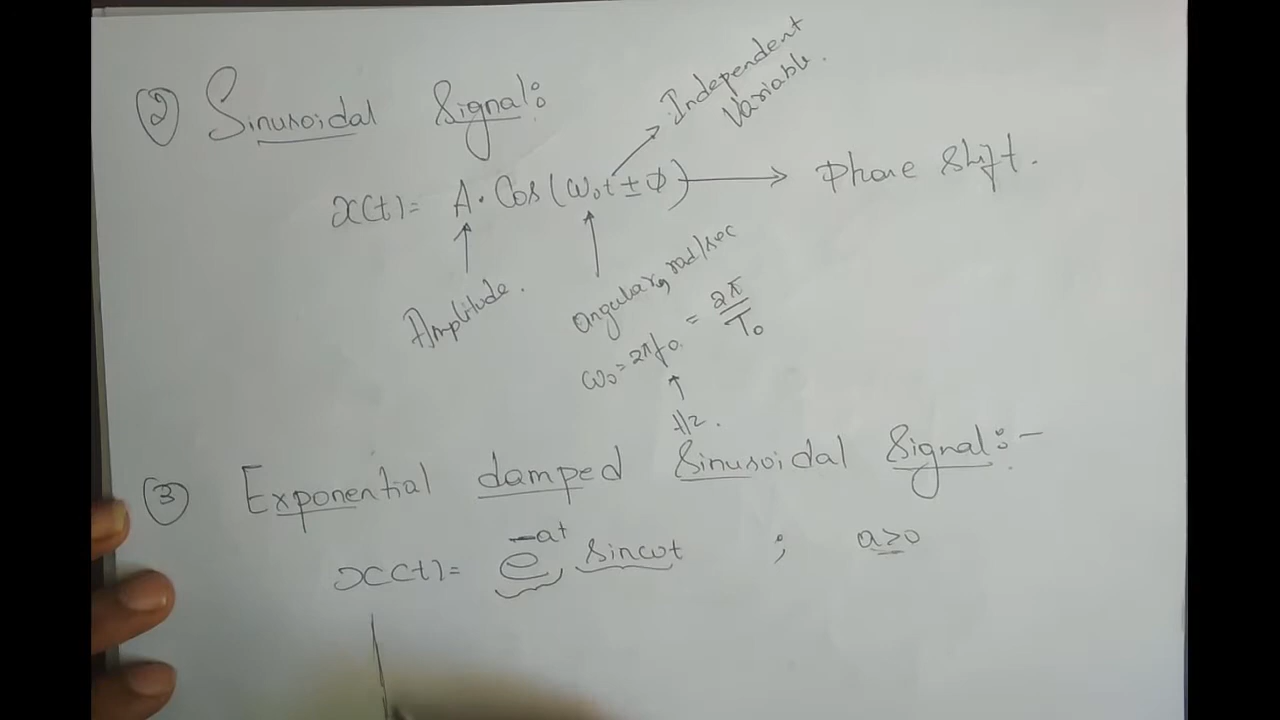 ② Sinusoidal Signal:
Independent
Variable.
x(t) = A. Cos(ω₀t ± φ) → Phase shift.
Amplitude.
angular, rad/sec
ω₀ = 2πf₀ = 2π/T₀
Hz.
③ Exponential damped Sinusoidal Signal:-
x(t) = e^-at sinωt ; a>0